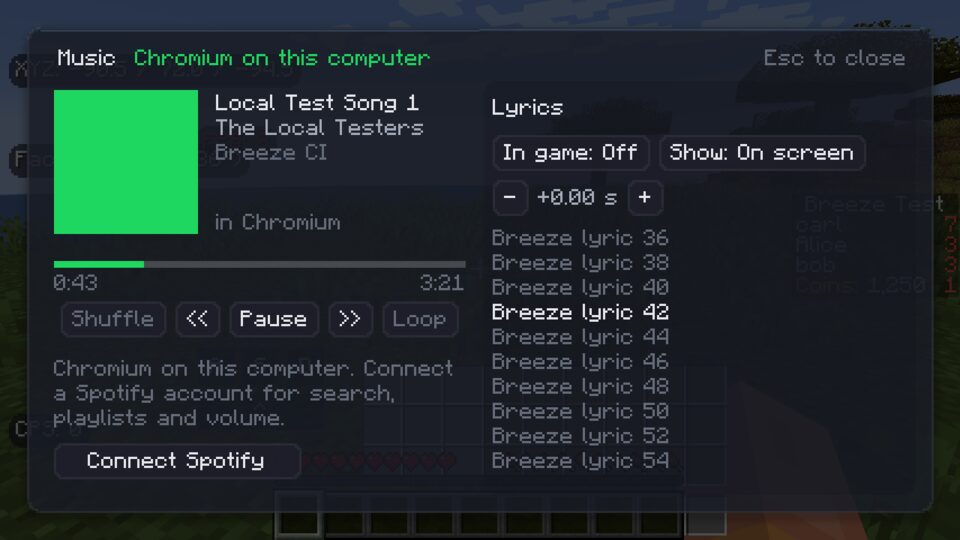 Music Chromium on this computer
Esc to close
Local Test Song 1
The Local Testers
Breeze CI
in Chromium
0:43
3:21
Shuffle
<<
Pause
>>
Loop
Chromium on this computer. Connect
a Spotify account for search,
playlists and volume.
Connect Spotify
Lyrics
In game: Off
Show: On screen
-
+0.00 s
+
Breeze lyric 36
Breeze lyric 38
Breeze lyric 40
Breeze lyric 42
Breeze lyric 44
Breeze lyric 46
Breeze lyric 48
Breeze lyric 50
Breeze lyric 52
Breeze lyric 54
Breeze Test
carl 7
Alice 3
bob 3
Coins: 1,250 1